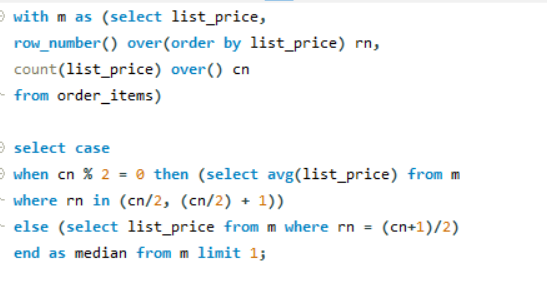 with m as (select list_price,
row_number() over(order by list_price) rn,
count(list_price) over() cn
from order_items)
select case
when cn % 2 = 0 then (select avg(list_price) from m
where rn in (cn/2, (cn/2) + 1))
else (select list_price from m where rn = (cn+1)/2)
end as median from m limit 1;